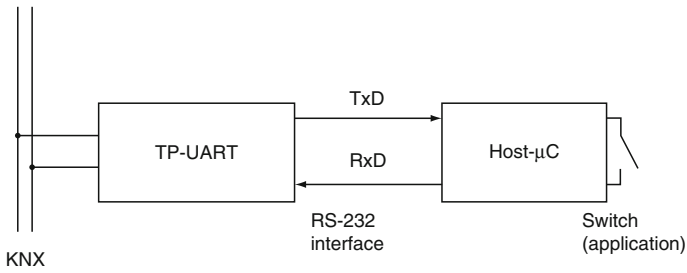 TxD
TP-UART
Host-μC
RxD
RS-232
interface
Switch
(application)
KNX